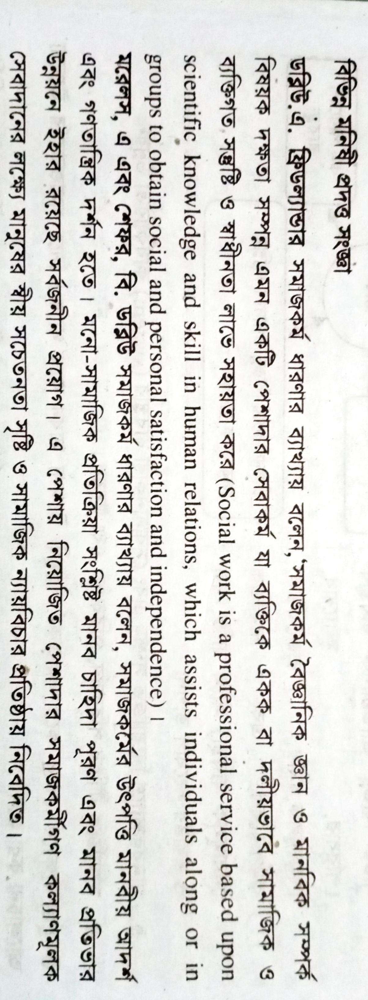 বিভিন্ন মনিষী প্রদত্ত সংজ্ঞা
ডব্লিউ.এ. ফ্রিডল্যান্ডার সমাজকর্ম ধারণার ব্যাখ্যায় বলেন, ‘সমাজকর্ম বৈজ্ঞানিক জ্ঞান ও মানবিক সম্পর্ক
বিষয়ক দক্ষতা সম্পন্ন এমন একটি পেশাদার সেবাকর্ম যা ব্যক্তিকে একক বা দলীয়ভাবে সামাজিক ও
ব্যক্তিগত সন্তুষ্টি ও স্বাধীনতা লাভে সহায়তা করে (Social work is a professional service based upon
scientific knowledge and skill in human relations, which assists individuals along or in
groups to obtain social and personal satisfaction and independence) ।
মরেলস, এ এবং শেফর, বি. ডব্লিউ সমাজকর্ম ধারণার ব্যাখ্যায় বলেন, সমাজকর্মের উৎপত্তি মানবীয় আদর্শ
এবং গণতান্ত্রিক দর্শন হতে । মনো-সামাজিক প্রতিক্রিয়া সংশ্লিষ্ট মানব চাহিদা পূরণ এবং মানব প্রতিভার
উন্নয়নে ইহার রয়েছে সর্বজনীন প্রয়োগ। এ পেশায় নিয়োজিত পেশাদার সমাজকর্মীগণ কল্যাণমূলক
সেবাদানের লক্ষ্যে মানুষের স্বীয় সচেতনতা সৃষ্টি ও সামাজিক ন্যায়বিচার প্রতিষ্ঠায় নিবেদিত ।